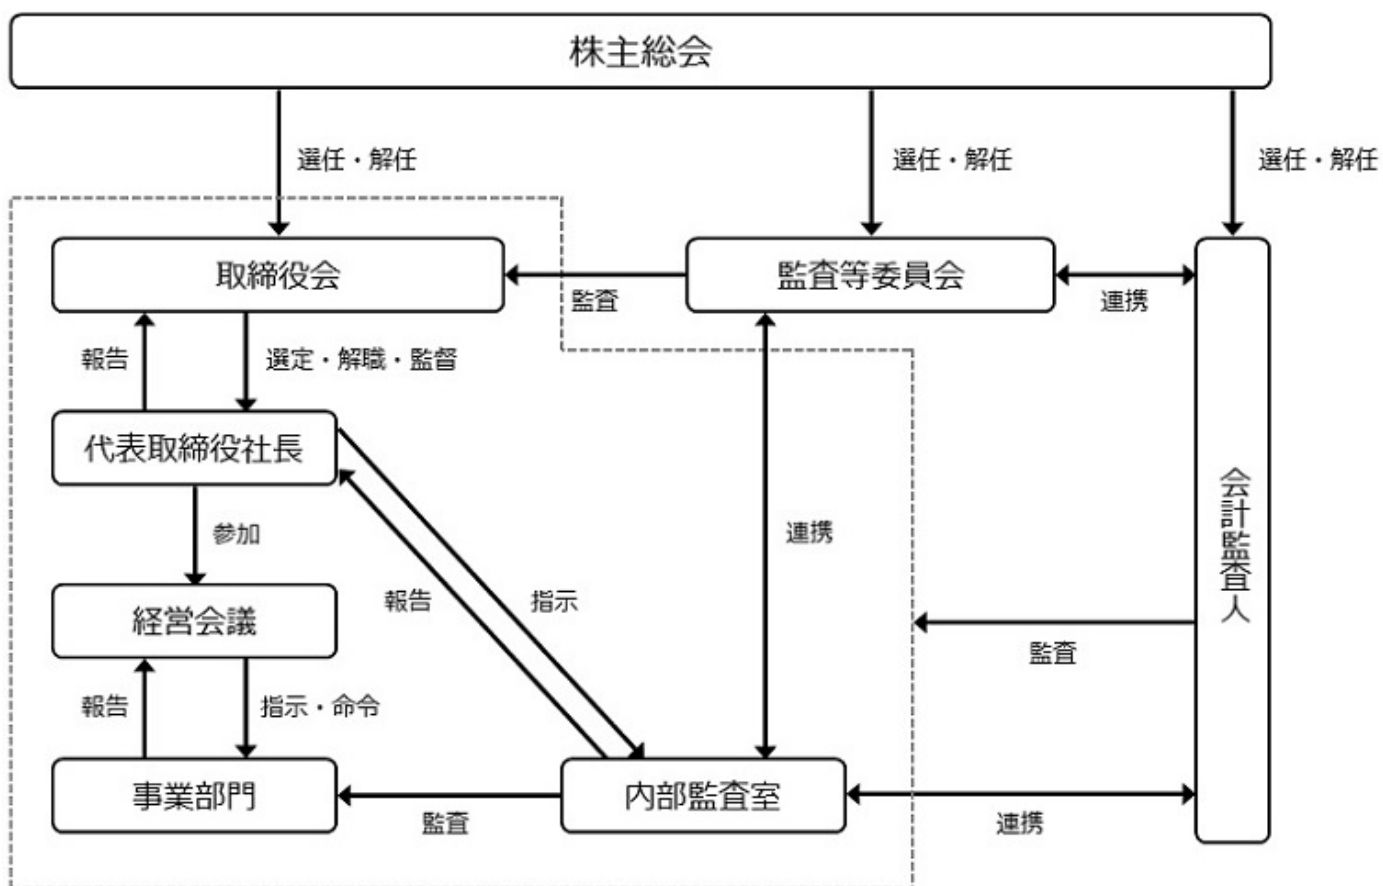 株主総会
選任・解任
選任・解任
選任・解任
取締役会
監査
監査等委員会
連携
報告
選定・解職・監督
代表取締役社長
参加
連携
会計監査人
経営会議
報告
指示
監査
報告
指示・命令
事業部門
監査
内部監査室
連携